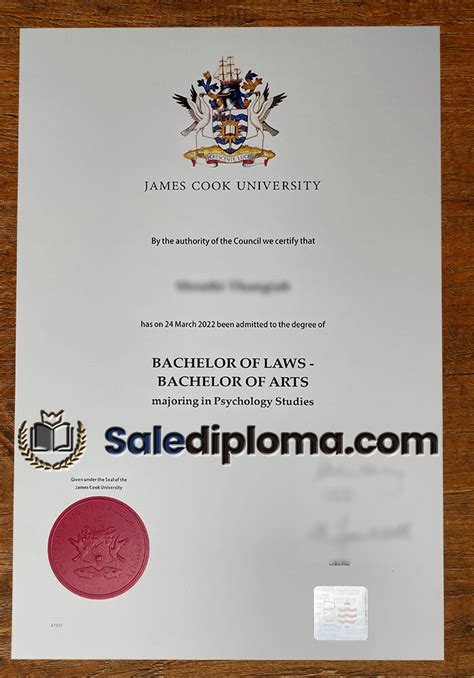 CRESCENTE LUCE
JAMES COOK UNIVERSITY
By the authority of the Council we certify that
has on 24 March 2022 been admitted to the degree of
BACHELOR OF LAWS -
BACHELOR OF ARTS
majoring in Psychology Studies
Salediploma.com
Given under the Seal of the
James Cook University